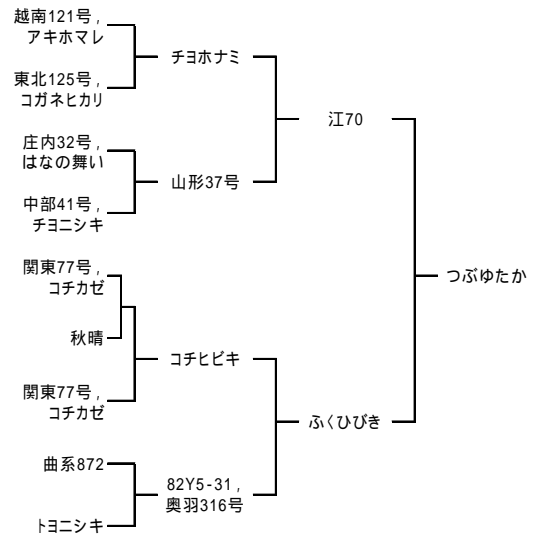 越南121号，
アキホマレ
チヨホナミ
東北125号，
コガネヒカリ
江70
庄内32号，
はなの舞い
山形37号
中部41号，
チヨニシキ
関東77号，
コチカゼ
つぶゆたか
秋晴
コチヒビキ
関東77号，
コチカゼ
ふくひびき
曲系872
82Y5-31，
奥羽316号
トヨニシキ